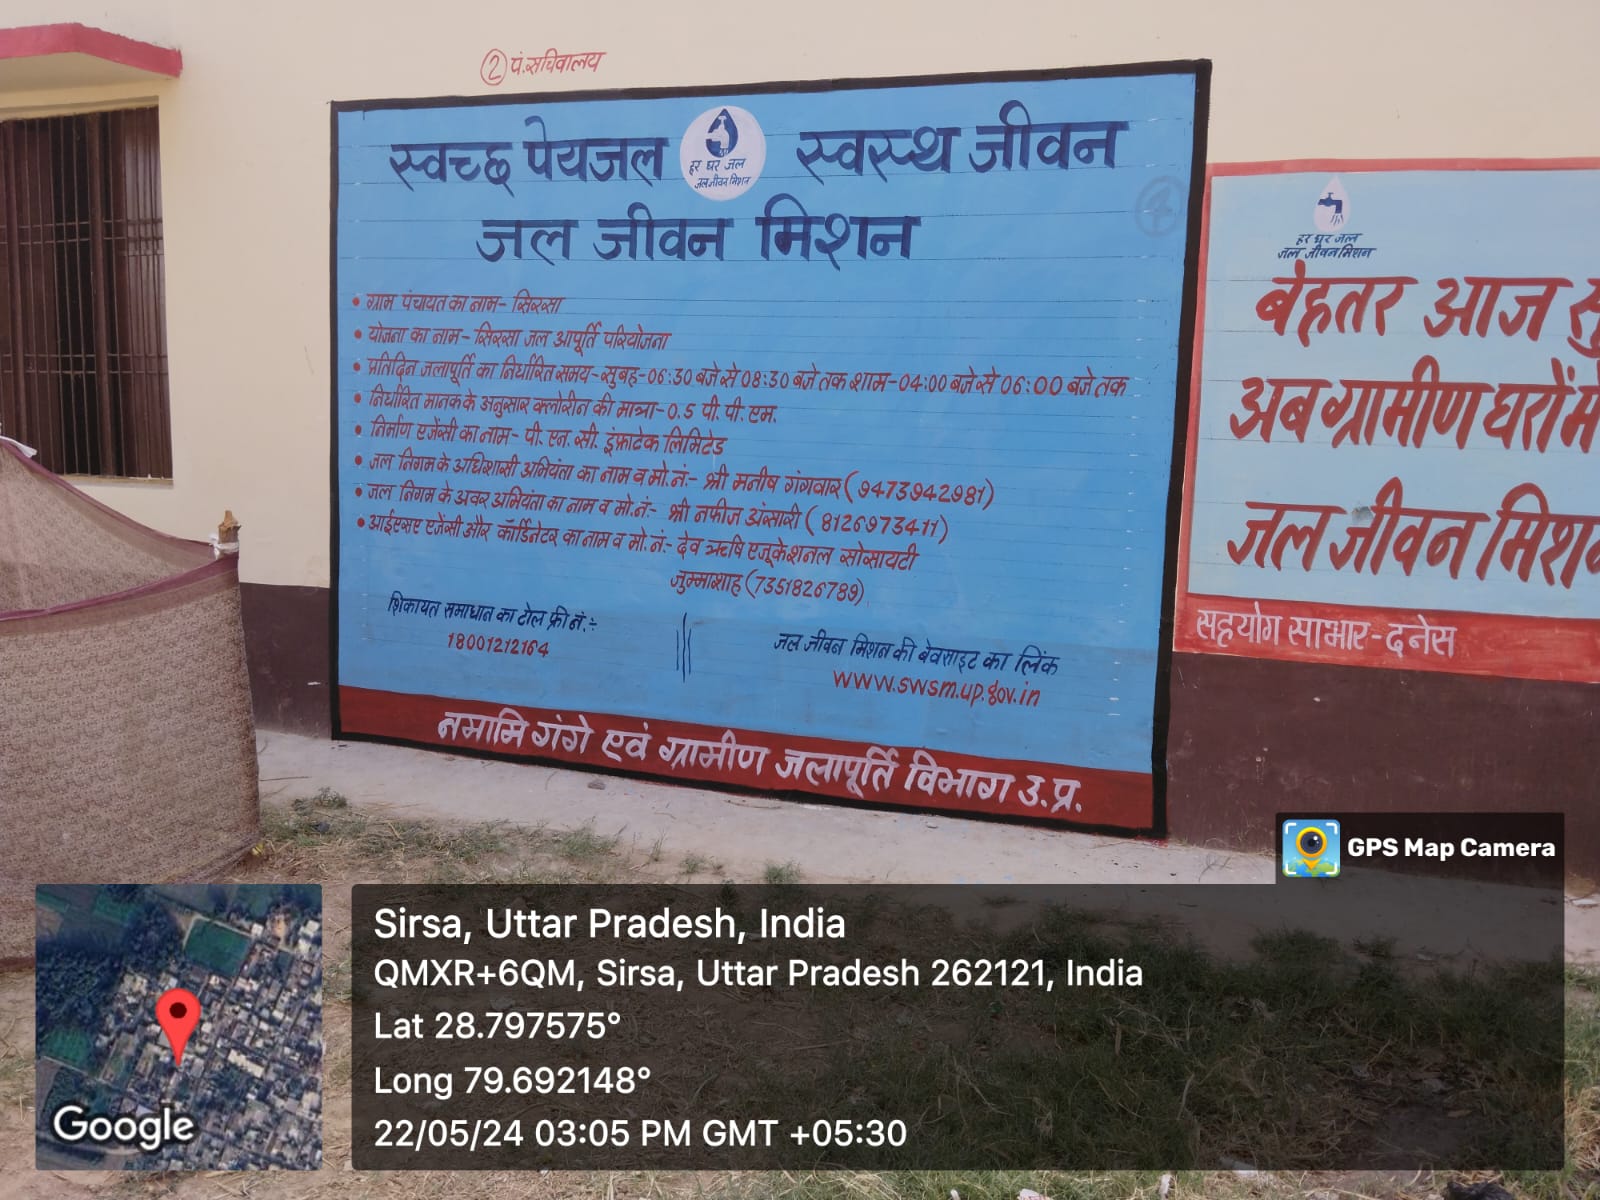 ② पं. सचिवालय
स्वच्छ पेयजल स्वस्थ जीवन
हर घर जल
जल जीवन मिशन
जल जीवन मिशन
• ग्राम पंचायत का नाम- सिरसा
• योजना का नाम- सिरसा जल आपूर्ति परियोजना
• प्रतिदिन जलापूर्ति का निर्धारित समय- सुबह-06:30 बजे से 08:30 बजे तक शाम-04:00 बजे से 06:00 बजे तक
• निर्धारित मानक के अनुसार क्लोरीन की मात्रा-0.5 पी. पी. एम.
• निर्माण एजेंसी का नाम- पी. एन. सी. इंफ्राटेक लिमिटेड
• जल निगम के अधिशासी अभियंता का नाम व मो.नं:- श्री मनीष गंगवार (9473942981)
• जल निगम के अवर अभियंता का नाम व मो.नं:- श्री नफीज अंसारी (8126973411)
• आईएसए एजेंसी और कॉर्डिनेटर का नाम व मो.नं:- देव ऋषि एजूकेशनल सोसायटी
जुम्माशाह (7351826789)
शिकायत समाधान का टोल फ्री नं.:-
18001212164
जल जीवन मिशन की बेवसाइट का लिंक
www.swsm.up.gov.in
नमामि गंगे एवं ग्रामीण जलापूर्ति विभाग उ.प्र.
हर घर जल
जल जीवन मिशन
बेहतर आज सु
अब ग्रामीण घरों में
जल जीवन मिशन
सहयोग साभार-दनेस
GPS Map Camera
Sirsa, Uttar Pradesh, India
QMXR+6QM, Sirsa, Uttar Pradesh 262121, India
Lat 28.797575°
Long 79.692148°
22/05/24 03:05 PM GMT +05:30
Google